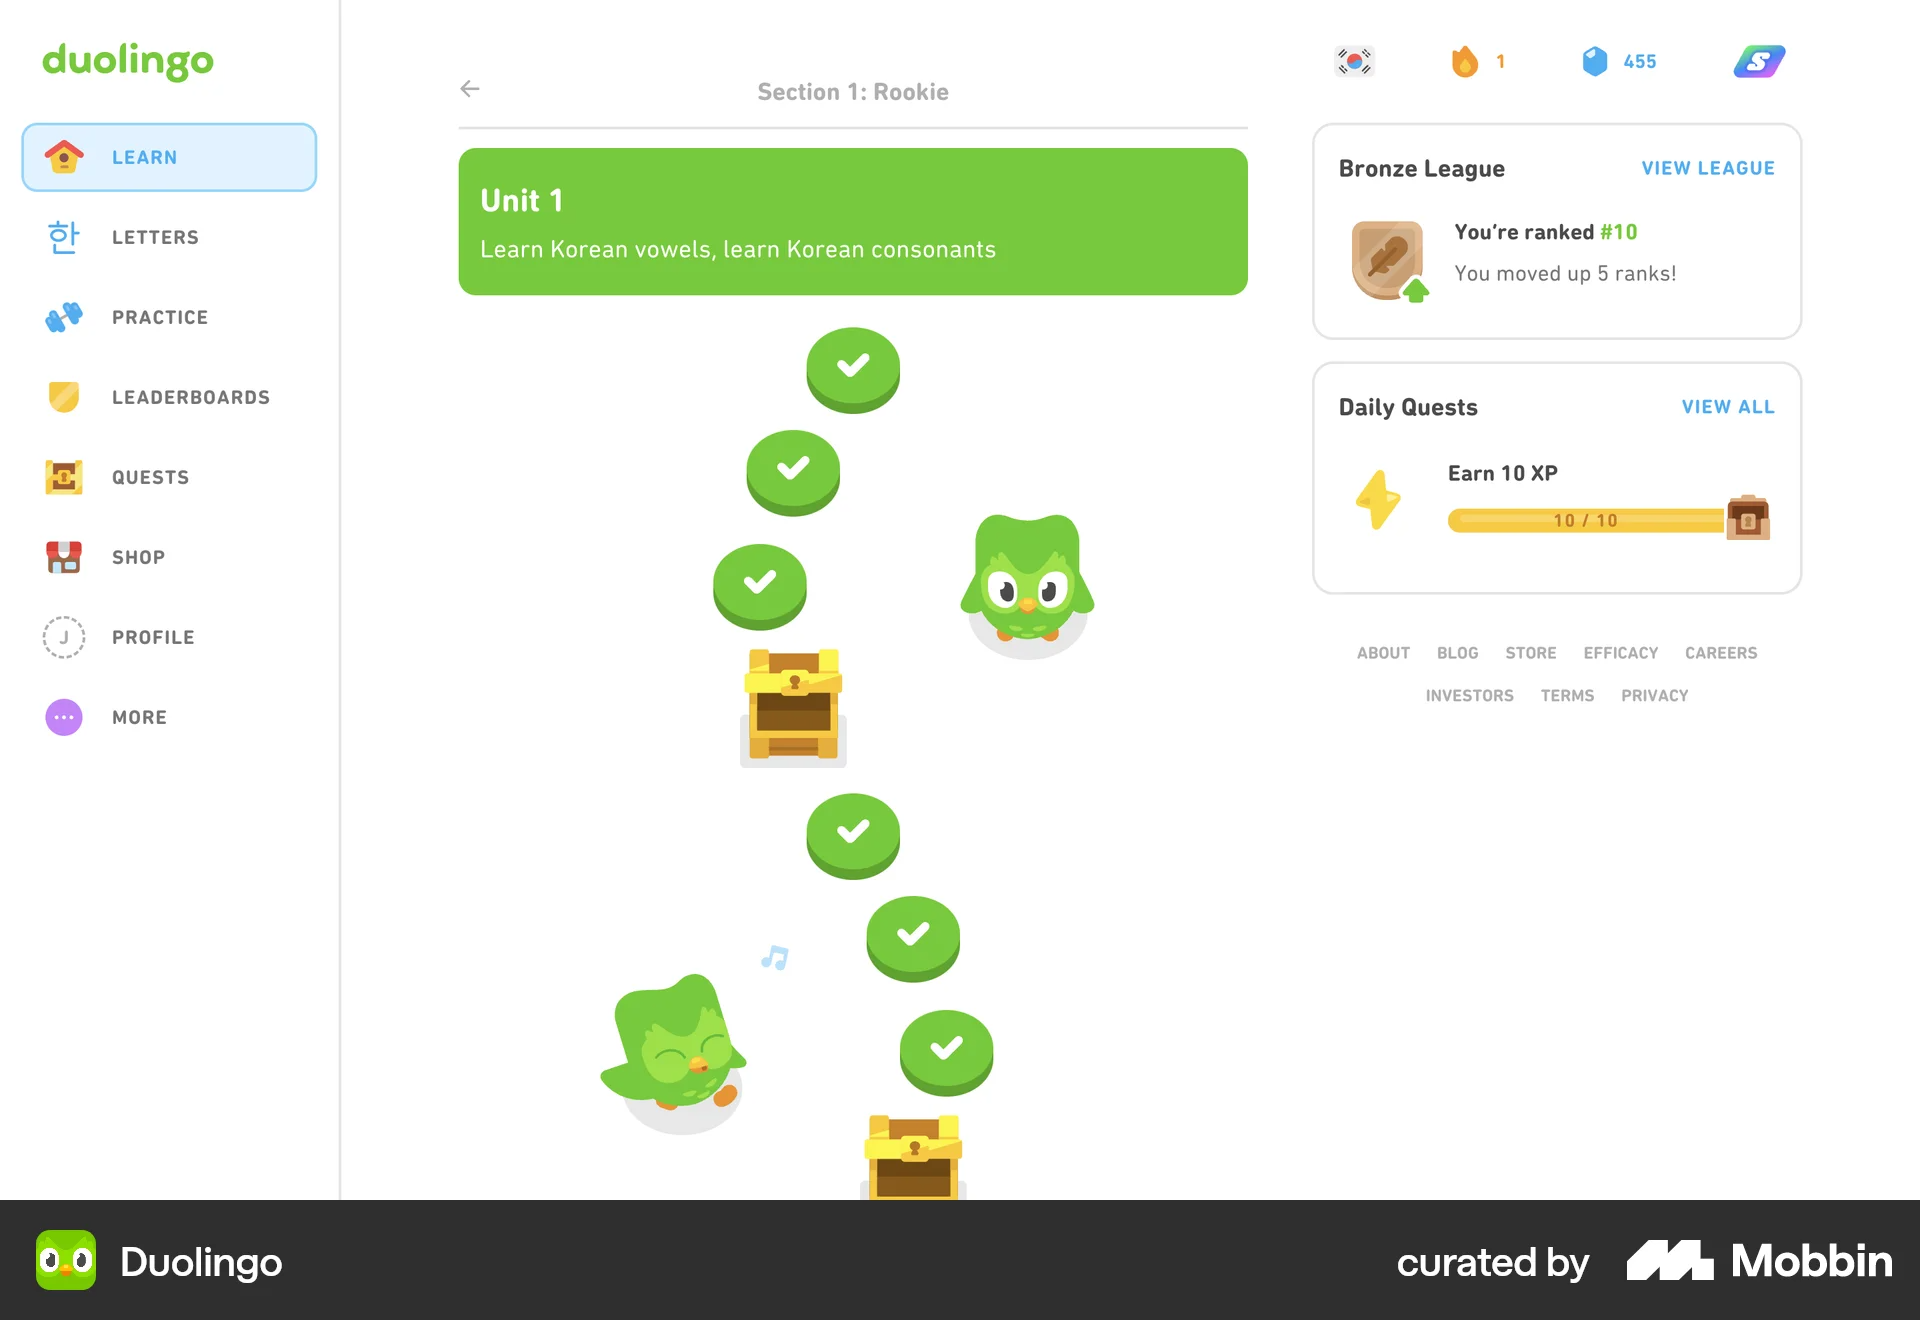 duolingo
LEARN
한
LETTERS
PRACTICE
LEADERBOARDS
QUESTS
SHOP
J
PROFILE
MORE
Section 1: Rookie
Unit 1
Learn Korean vowels, learn Korean consonants
1
455
S
Bronze League
VIEW LEAGUE
You’re ranked #10
You moved up 5 ranks!
Daily Quests
VIEW ALL
Earn 10 XP
10 / 10
ABOUT BLOG STORE EFFICACY CAREERS
INVESTORS TERMS PRIVACY
Duolingo
curated by Mobbin